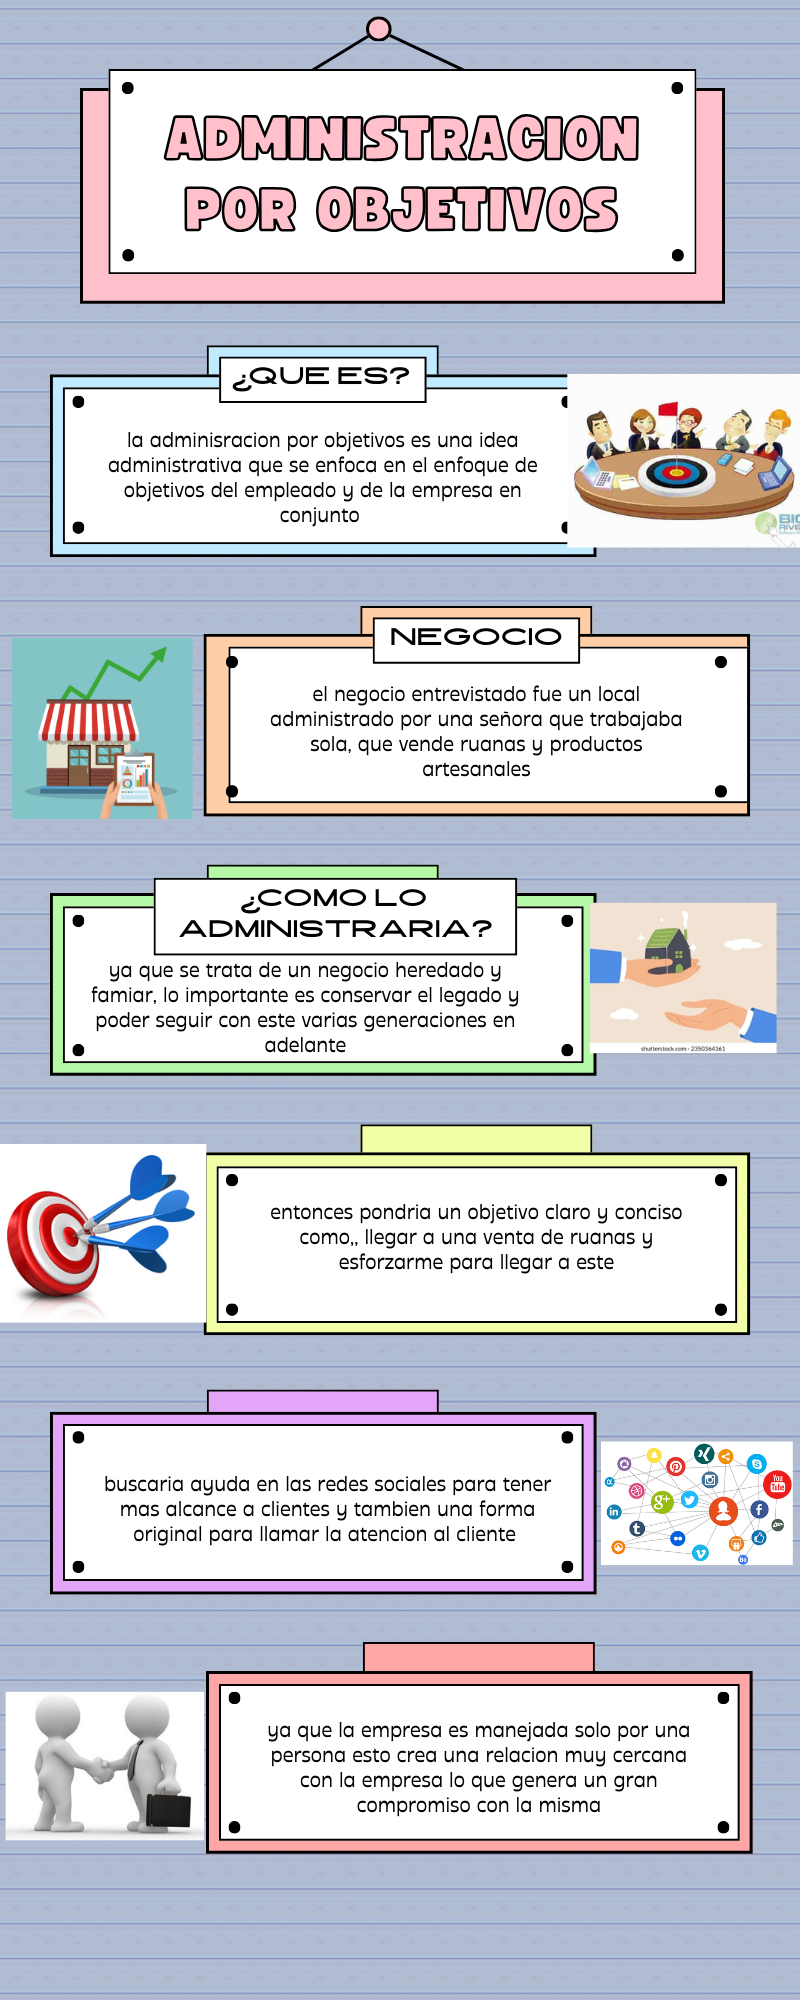 ADMINISTRACION
POR OBJETIVOS
¿QUE ES?
la adminisracion por objetivos es una idea
administrativa que se enfoca en el enfoque de
objetivos del empleado y de la empresa en
conjunto
BIG
RIVE
NEGOCIO
el negocio entrevistado fue un local
administrado por una señora que trabajaba
sola, que vende ruanas y productos
artesanales
¿COMO LO
ADMINISTRARIA?
ya que se trata de un negocio heredado y
famiar, lo importante es conservar el legado y
poder seguir con este varias generaciones en
adelante
shutterstock.com · 2350364361
entonces pondria un objetivo claro y conciso
como,, llegar a una venta de ruanas y
esforzarme para llegar a este
buscaria ayuda en las redes sociales para tener
mas alcance a clientes y tambien una forma
original para llamar la atencion al cliente
You
Tube
g+
in
t
f
ya que la empresa es manejada solo por una
persona esto crea una relacion muy cercana
con la empresa lo que genera un gran
compromiso con la misma